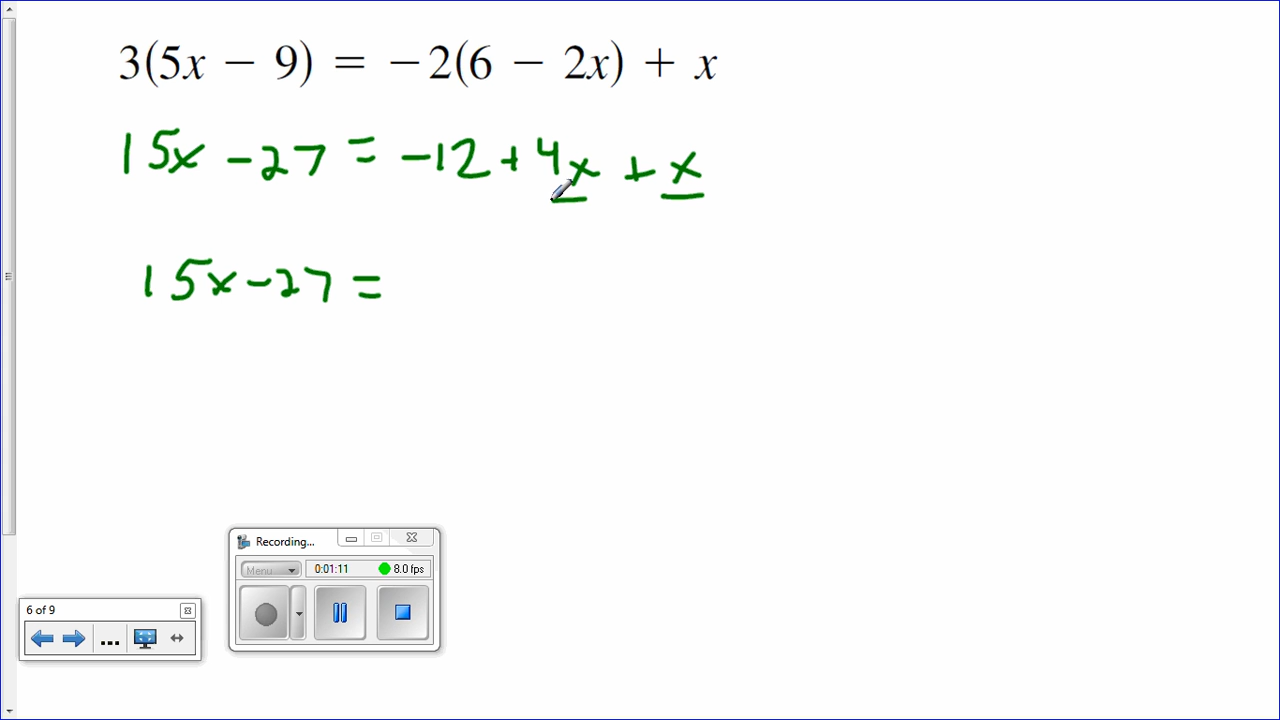 3(5x − 9) = −2(6 − 2x) + x
15x − 27 = −12 + 4x + x
15x − 27 =
Recording...
Menu 0:01:11 8.0 fps
6 of 9
...